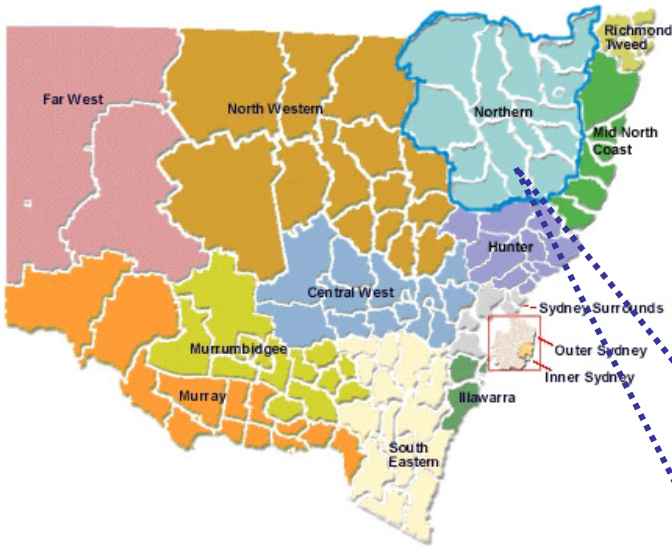 Richmond
Tweed
Far West
North Western
Northern
Mid North
Coast
Hunter
Central West
Sydney Surrounds
Murrumbidgee
Outer Sydney
Inner Sydney
Murray
Illawarra
South
Eastern